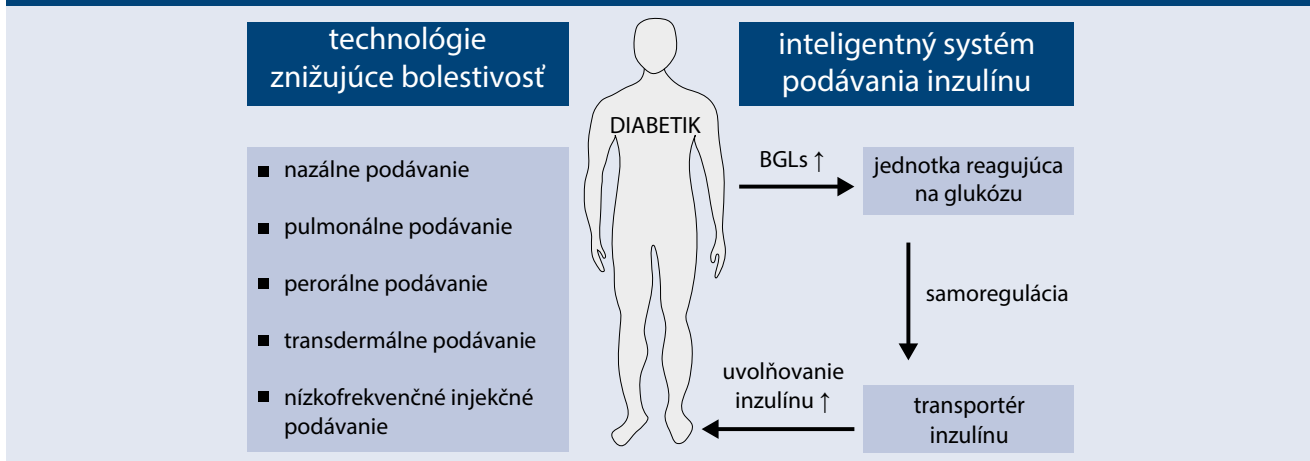 technológie
znižujúce bolestivosť
inteligentný systém
podávania inzulínu
DIABETIK
■ nazálne podávanie
■ pulmonálne podávanie
■ perorálne podávanie
■ transdermálne podávanie
■ nízkofrekvenčné injekčné
podávanie
BGLs ↑
jednotka reagujúca
na glukózu
samoregulácia
uvolňovanie
inzulínu ↑
transportér
inzulínu